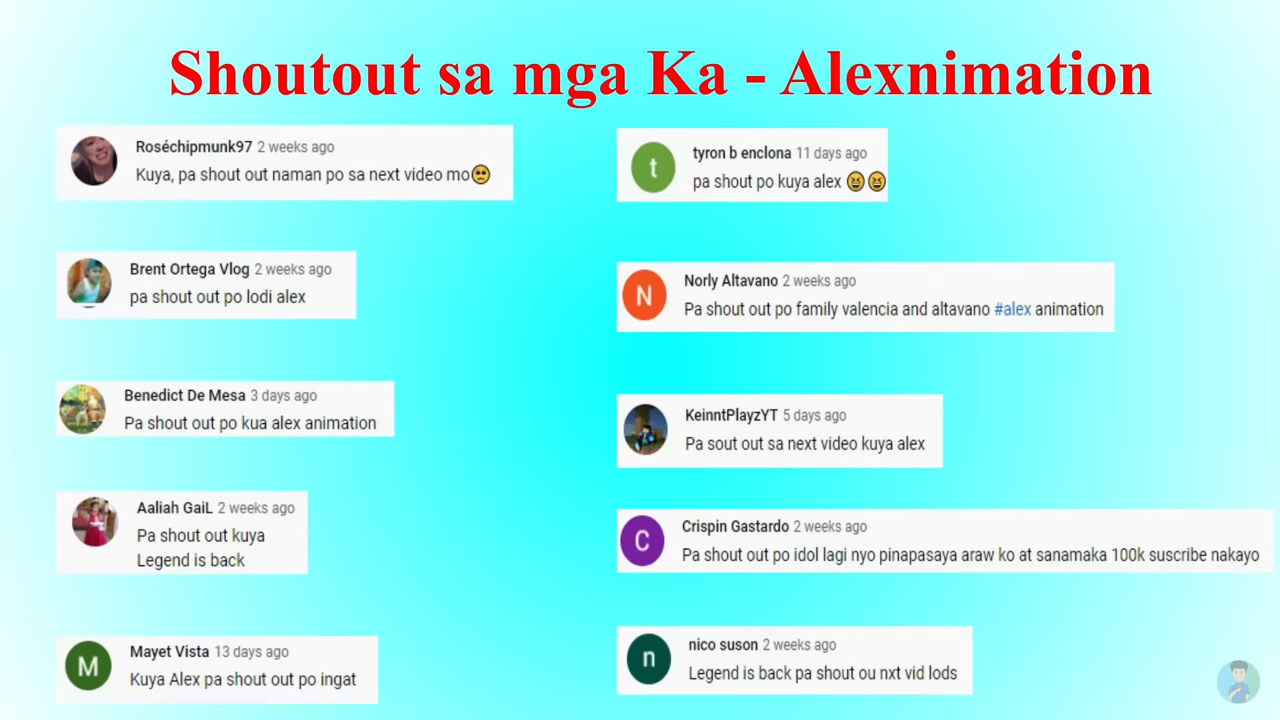 Shoutout sa mga Ka - Alexnimation
Roséchipmunk97 2 weeks ago
Kuya, pa shout out naman po sa next video mo🥺
Brent Ortega Vlog 2 weeks ago
pa shout out po lodi alex
Benedict De Mesa 3 days ago
Pa shout out po kua alex animation
Aaliah GaiL 2 weeks ago
Pa shout out kuya
Legend is back
M
Mayet Vista 13 days ago
Kuya Alex pa shout out po ingat
t
tyron b enclona 11 days ago
pa shout po kuya alex 😆😆
N
Norly Altavano 2 weeks ago
Pa shout out po family valencia and altavano #alex animation
KeinntPlayzYT 5 days ago
Pa sout out sa next video kuya alex
C
Crispin Gastardo 2 weeks ago
Pa shout out po idol lagi nyo pinapasaya araw ko at sanamaka 100k suscribe nakayo
n
nico suson 2 weeks ago
Legend is back pa shout ou nxt vid lods